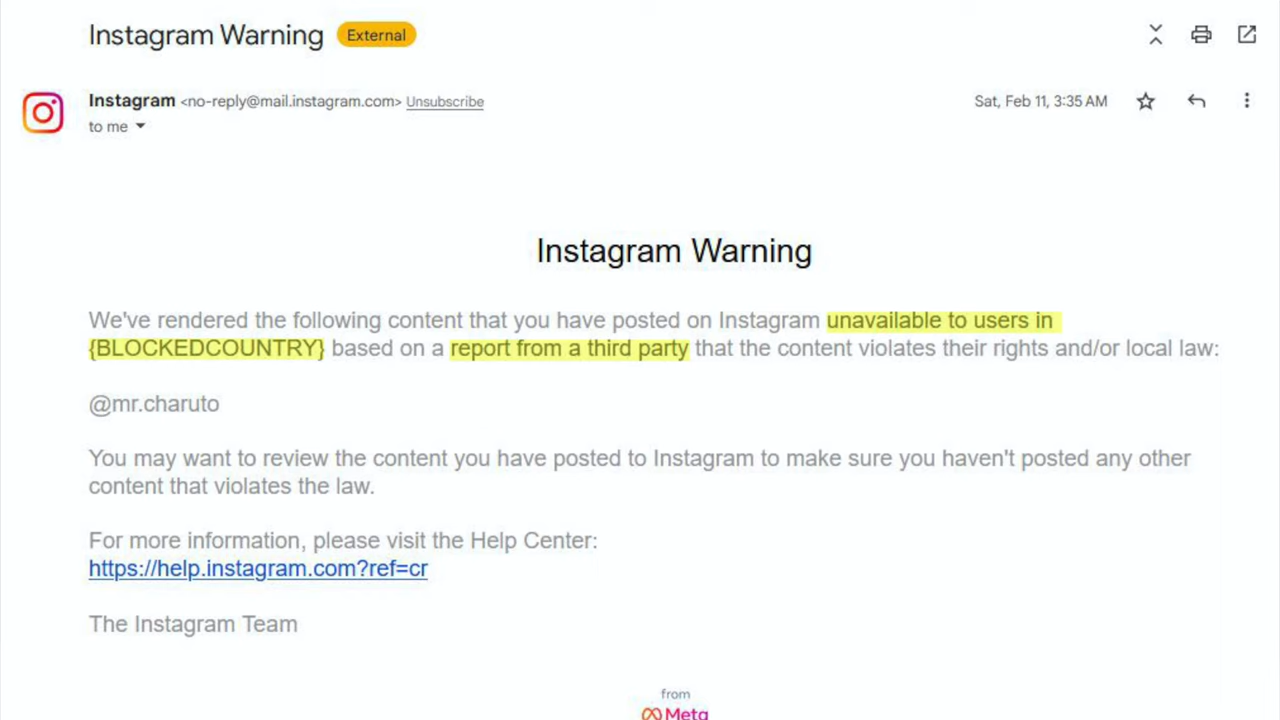 Instagram Warning External
Instagram <no-reply@mail.instagram.com> Unsubscribe
Sat, Feb 11, 3:35 AM
to me
Instagram Warning
We've rendered the following content that you have posted on Instagram unavailable to users in
{BLOCKEDCOUNTRY} based on a report from a third party that the content violates their rights and/or local law:
@mr.charuto
You may want to review the content you have posted to Instagram to make sure you haven't posted any other
content that violates the law.
For more information, please visit the Help Center:
https://help.instagram.com?ref=cr
The Instagram Team
from
Meta